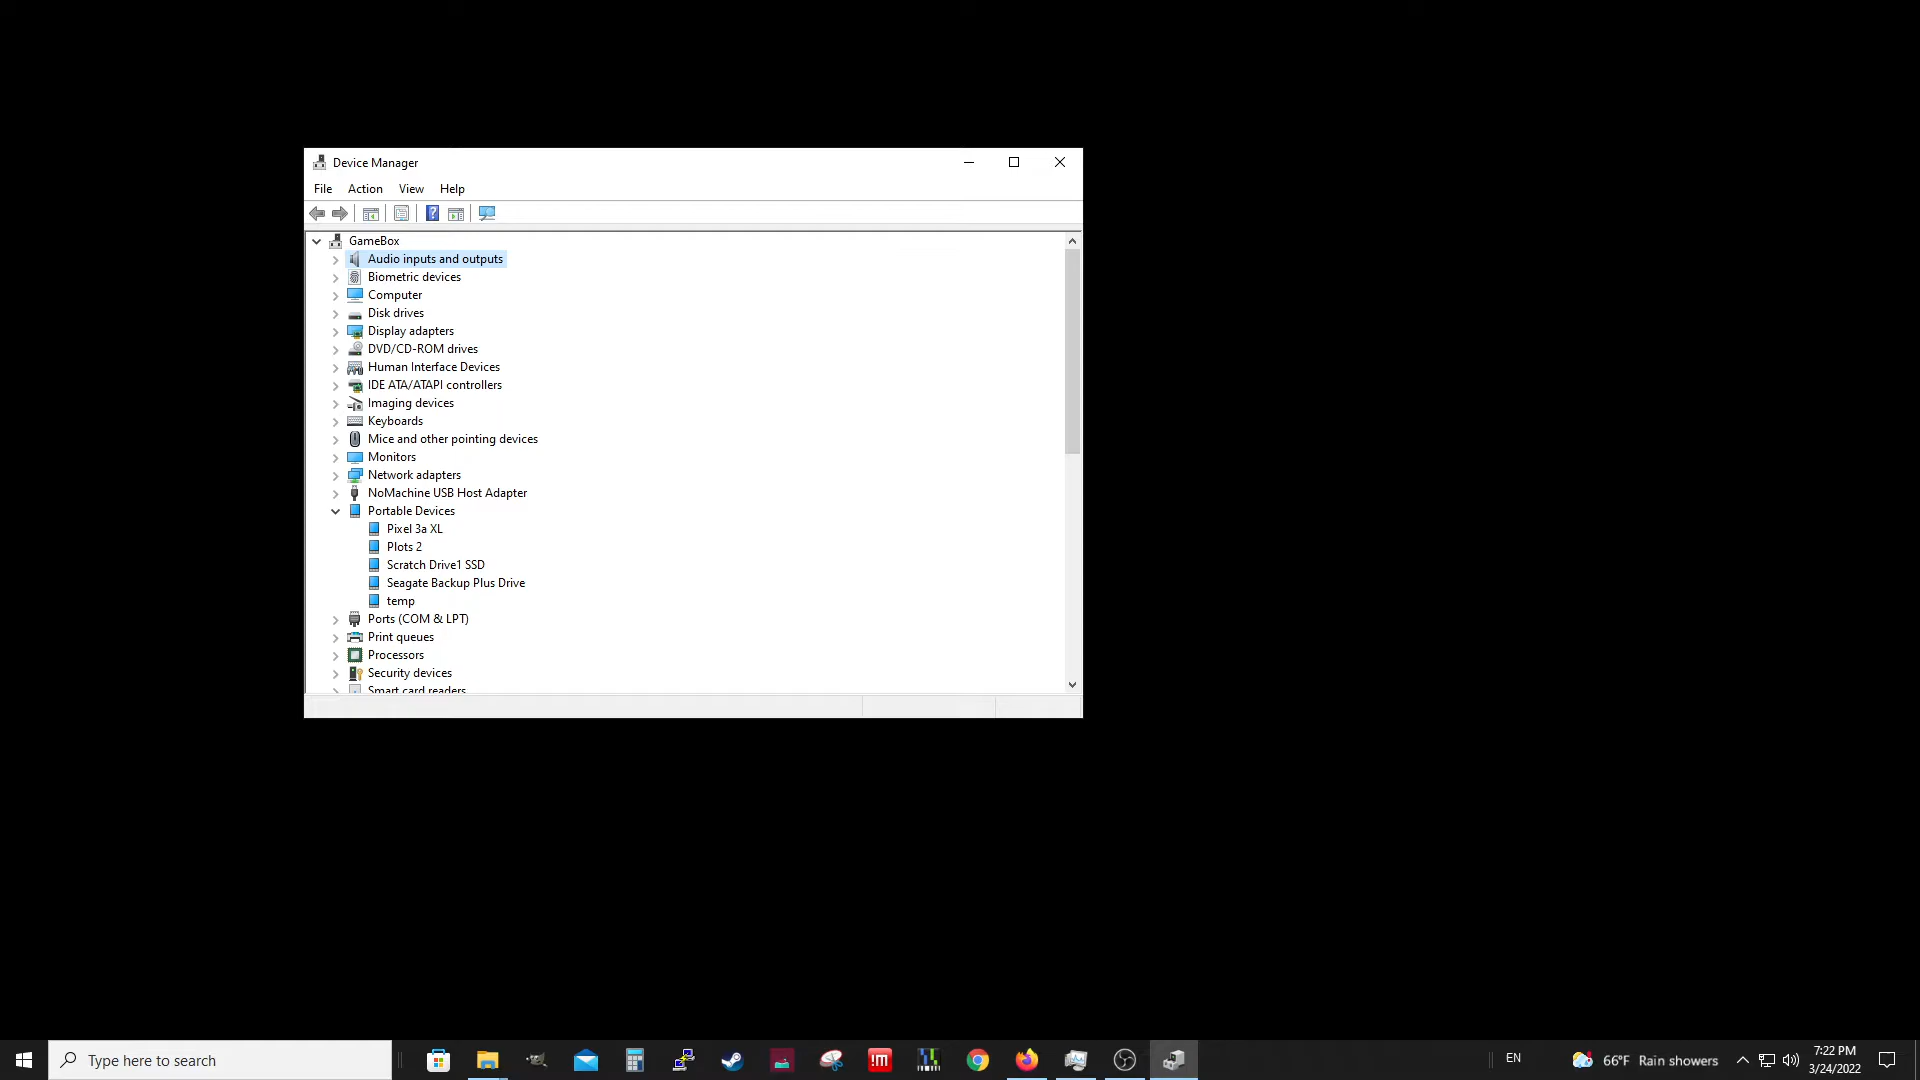 Device Manager
File Action View Help
?
GameBox
Audio inputs and outputs
Biometric devices
Computer
Disk drives
Display adapters
DVD/CD-ROM drives
Human Interface Devices
IDE ATA/ATAPI controllers
Imaging devices
Keyboards
Mice and other pointing devices
Monitors
Network adapters
NoMachine USB Host Adapter
Portable Devices
Pixel 3a XL
Plots 2
Scratch Drive1 SSD
Seagate Backup Plus Drive
temp
Ports (COM & LPT)
Print queues
Processors
Security devices
Smart card readers
Type here to search
!M
EN
66°F Rain showers
7:22 PM
3/24/2022